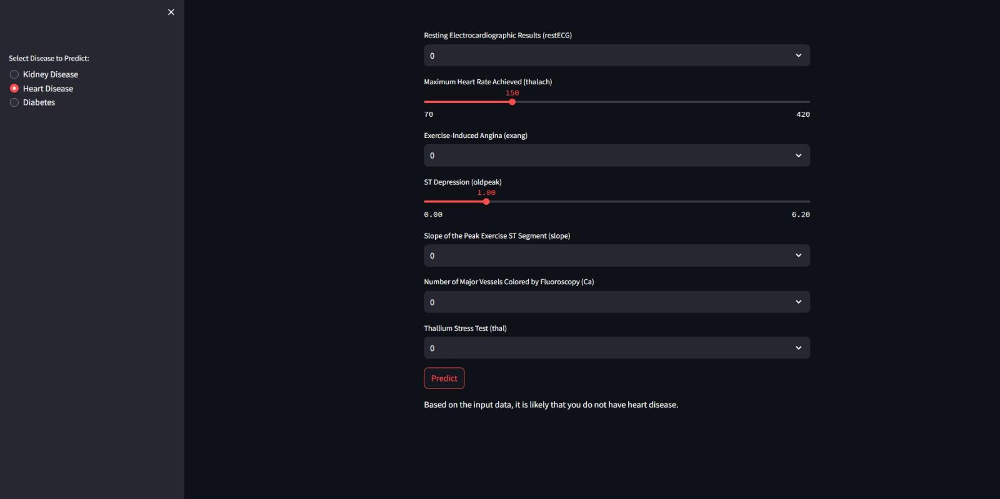 Select Disease to Predict:
Kidney Disease
Heart Disease
Diabetes
Resting Electrocardiographic Results (restECG)
0
Maximum Heart Rate Achieved (thalach)
150
70 420
Exercise-Induced Angina (exang)
0
ST Depression (oldpeak)
1.00
0.00 6.20
Slope of the Peak Exercise ST Segment (slope)
0
Number of Major Vessels Colored by Fluoroscopy (Ca)
0
Thallium Stress Test (thal)
0
Predict
Based on the input data, it is likely that you do not have heart disease.